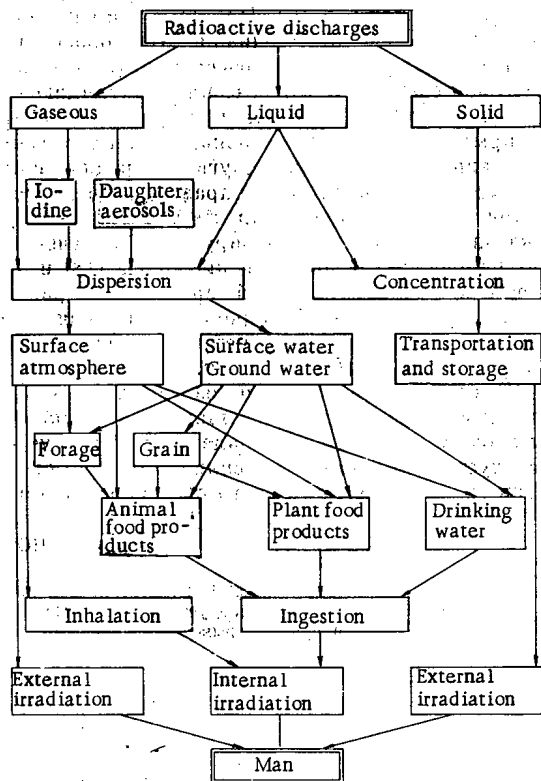 Radioactive discharges
Gaseous
Liquid
Solid
Io-
dine
Daughter
aerosols
Dispersion
Concentration
Surface
atmosphere
Surface water
Ground water
Transportation
and storage
Forage
Grain
Animal
food pro-
ducts
Plant food
products
Drinking
water
Inhalation
Ingestion
External
irradiation
Internal
irradiation
External
irradiation
Man